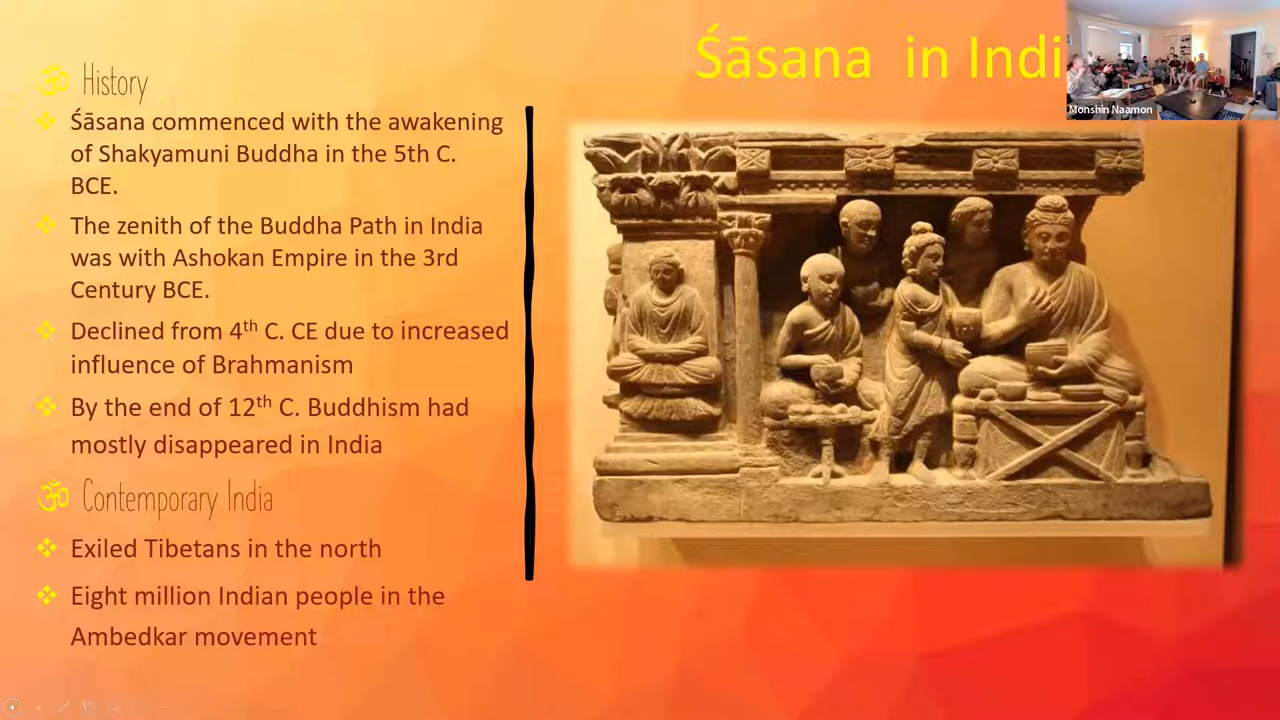 Śāsana in Indi
Monshin Naamon
ॐ History
Śāsana commenced with the awakening
of Shakyamuni Buddha in the 5th C.
BCE.
The zenith of the Buddha Path in India
was with Ashokan Empire in the 3rd
Century BCE.
Declined from 4th C. CE due to increased
influence of Brahmanism
By the end of 12th C. Buddhism had
mostly disappeared in India
ॐ Contemporary India
Exiled Tibetans in the north
Eight million Indian people in the
Ambedkar movement